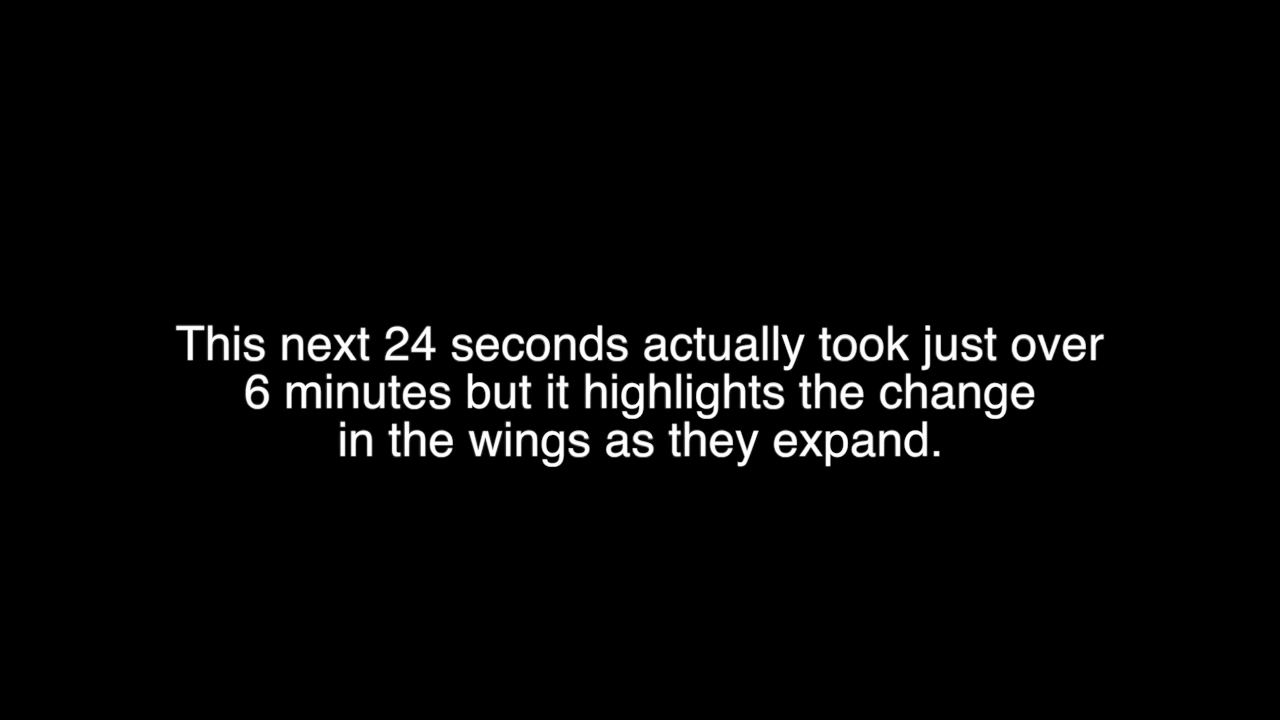 This next 24 seconds actually took just over
6 minutes but it highlights the change
in the wings as they expand.